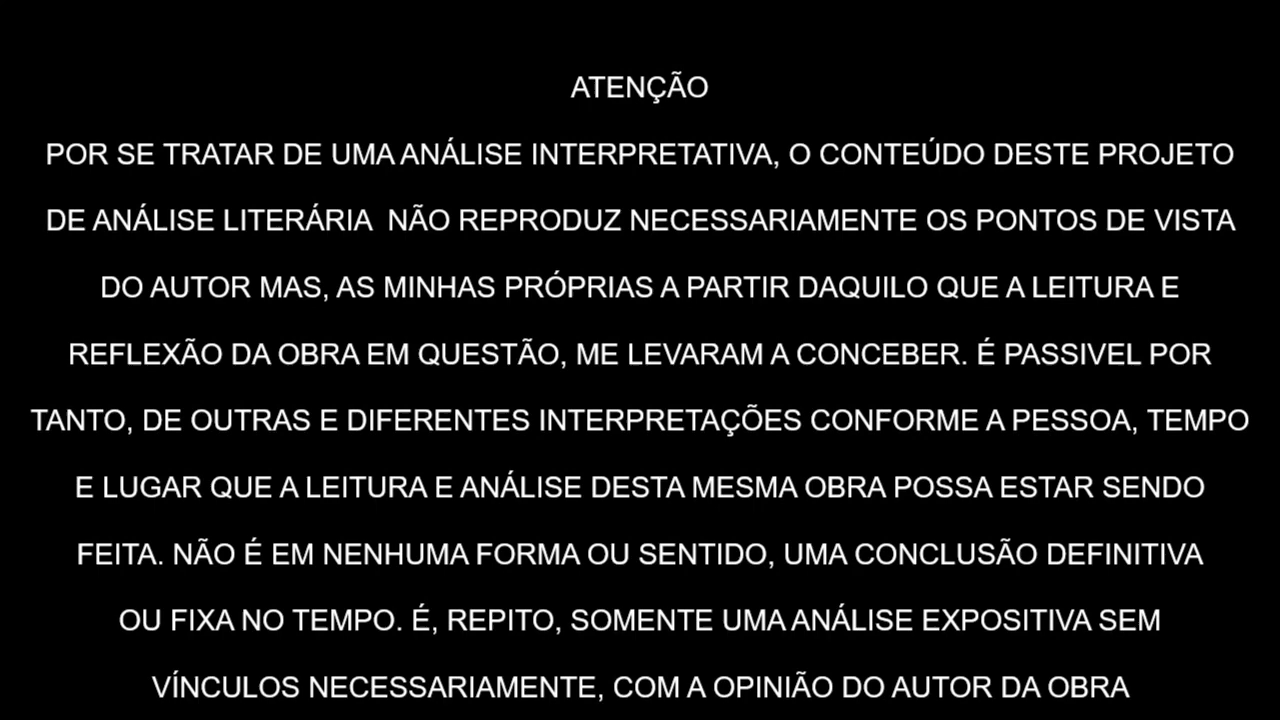 ATENÇÃO
POR SE TRATAR DE UMA ANÁLISE INTERPRETATIVA, O CONTEÚDO DESTE PROJETO
DE ANÁLISE LITERÁRIA  NÃO REPRODUZ NECESSARIAMENTE OS PONTOS DE VISTA
DO AUTOR MAS, AS MINHAS PRÓPRIAS A PARTIR DAQUILO QUE A LEITURA E
REFLEXÃO DA OBRA EM QUESTÃO, ME LEVARAM A CONCEBER. É PASSIVEL POR
TANTO, DE OUTRAS E DIFERENTES INTERPRETAÇÕES CONFORME A PESSOA, TEMPO
E LUGAR QUE A LEITURA E ANÁLISE DESTA MESMA OBRA POSSA ESTAR SENDO
FEITA. NÃO É EM NENHUMA FORMA OU SENTIDO, UMA CONCLUSÃO DEFINITIVA
OU FIXA NO TEMPO. É, REPITO, SOMENTE UMA ANÁLISE EXPOSITIVA SEM
VÍNCULOS NECESSARIAMENTE, COM A OPINIÃO DO AUTOR DA OBRA